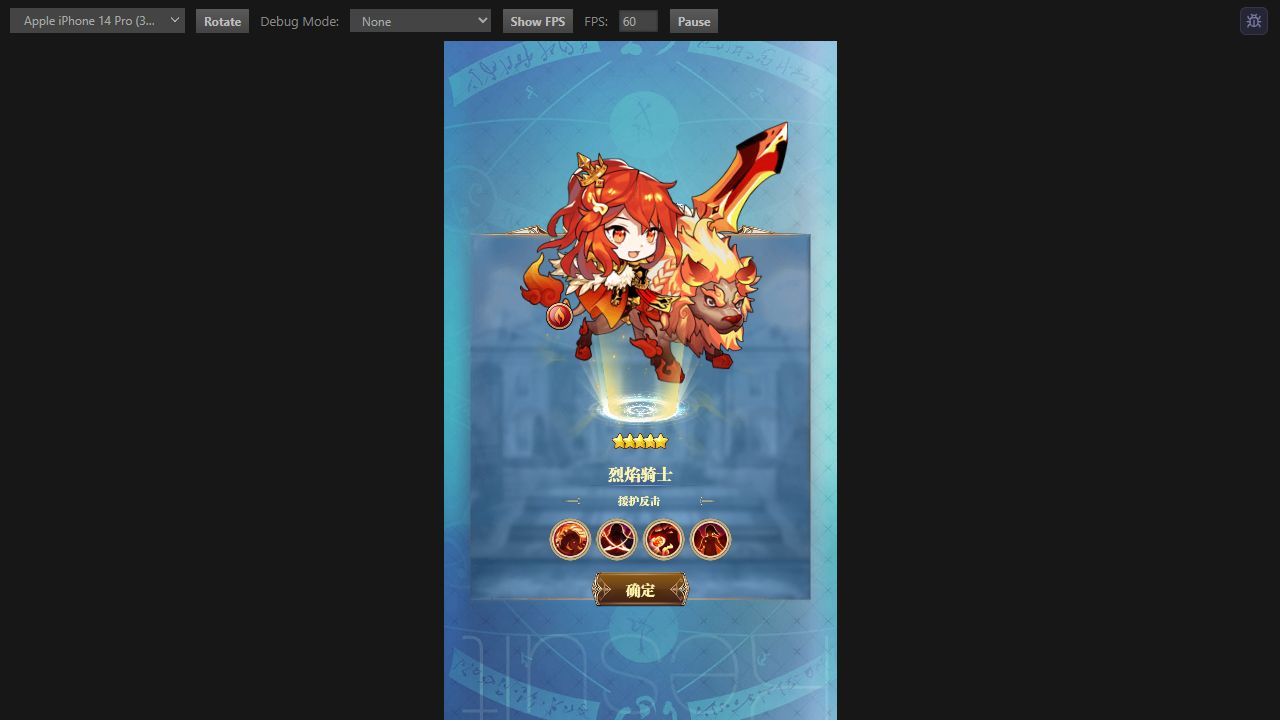 Apple iPhone 14 Pro (3...
Rotate
Debug Mode:
None
Show FPS
FPS:
60
Pause
烈焰骑士
援护反击
确定